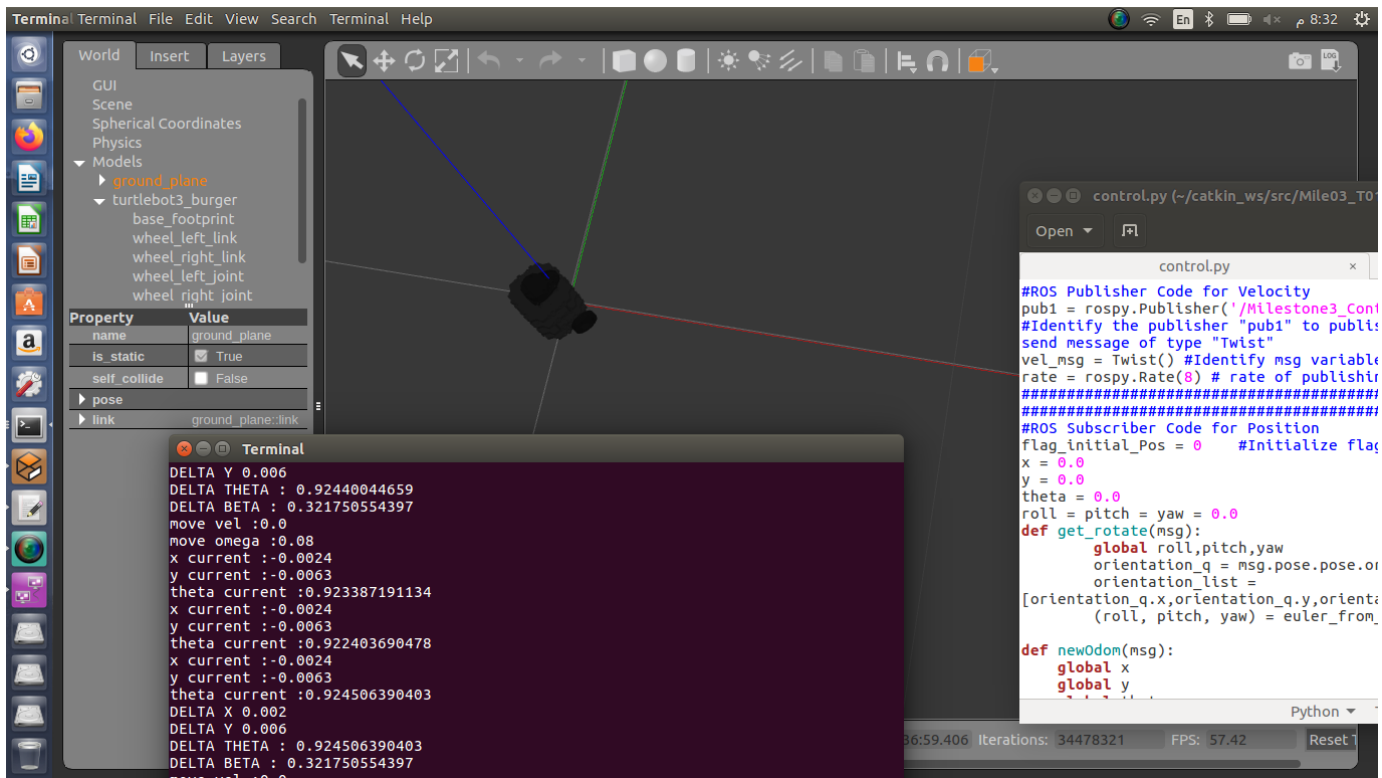 Terminal Terminal File Edit View Search Terminal Help
En
8:32 م
World Insert Layers
GUI
Scene
Spherical Coordinates
Physics
Models
ground_plane
turtlebot3_burger
base_footprint
wheel_left_link
wheel_right_link
wheel_left_joint
wheel_right_joint
Property Value
name ground_plane
is_static True
self_collide False
pose
link ground_plane::link
LOG
a
Terminal
DELTA Y 0.006
DELTA THETA : 0.92440044659
DELTA BETA : 0.321750554397
move vel :0.0
move omega :0.08
x current :-0.0024
y current :-0.0063
theta current :0.923387191134
x current :-0.0024
y current :-0.0063
theta current :0.922403690478
x current :-0.0024
y current :-0.0063
theta current :0.924506390403
DELTA X 0.002
DELTA Y 0.006
DELTA THETA : 0.924506390403
DELTA BETA : 0.321750554397
control.py (~/catkin_ws/src/Mile03_T01
Open
control.py ×
#ROS Publisher Code for Velocity
pub1 = rospy.Publisher('/Milestone3_Cont
#Identify the publisher "pub1" to publis
send message of type "Twist"
vel_msg = Twist() #Identify msg variable
rate = rospy.Rate(8) # rate of publishin
##########################################
##########################################
#ROS Subscriber Code for Position
flag_initial_Pos = 0 #Initialize flag
x = 0.0
y = 0.0
theta = 0.0
roll = pitch = yaw = 0.0
def get_rotate(msg):
global roll,pitch,yaw
orientation_q = msg.pose.pose.or
orientation_list =
[orientation_q.x,orientation_q.y,orienta
(roll, pitch, yaw) = euler_from_
def newOdom(msg):
global x
global y
Python
36:59.406 Iterations: 34478321 FPS: 57.42 Reset T